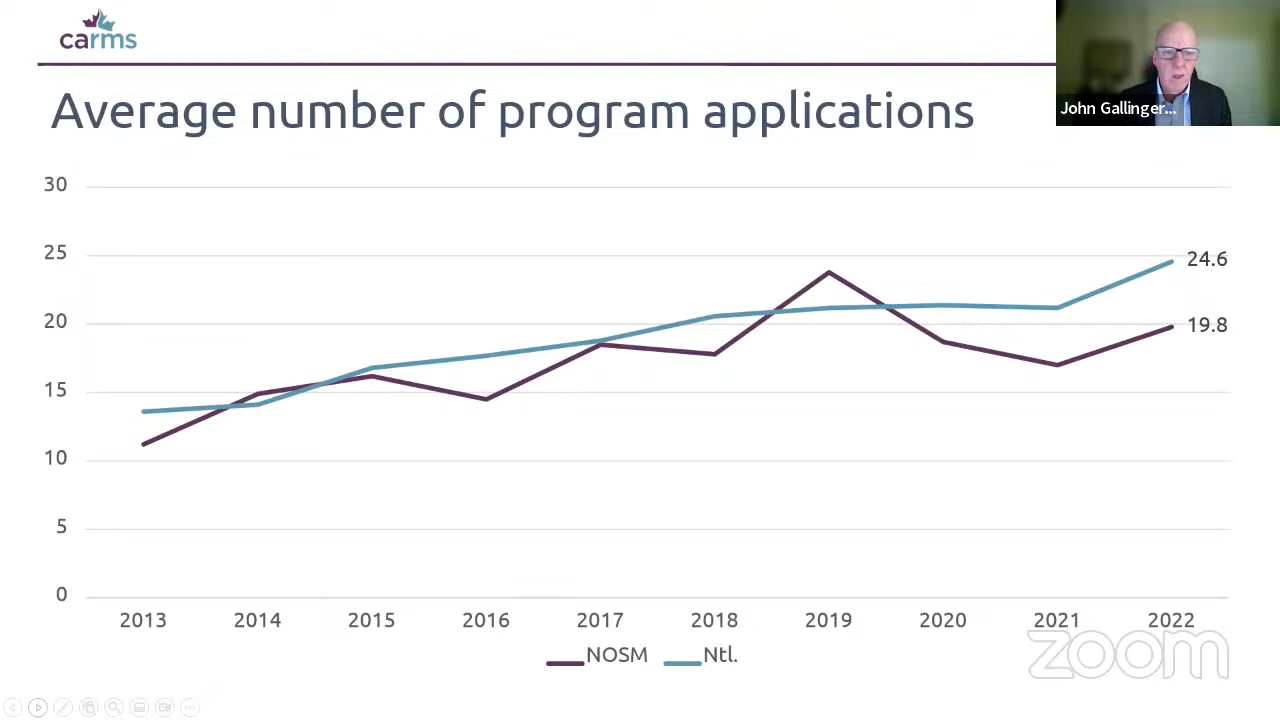 carms
John Gallinger...
Average number of program applications
30
25
20
15
10
5
0
24.6
19.8
2013 2014 2015 2016 2017 2018 2019 2020 2021 2022
NOSM Ntl.
zoom